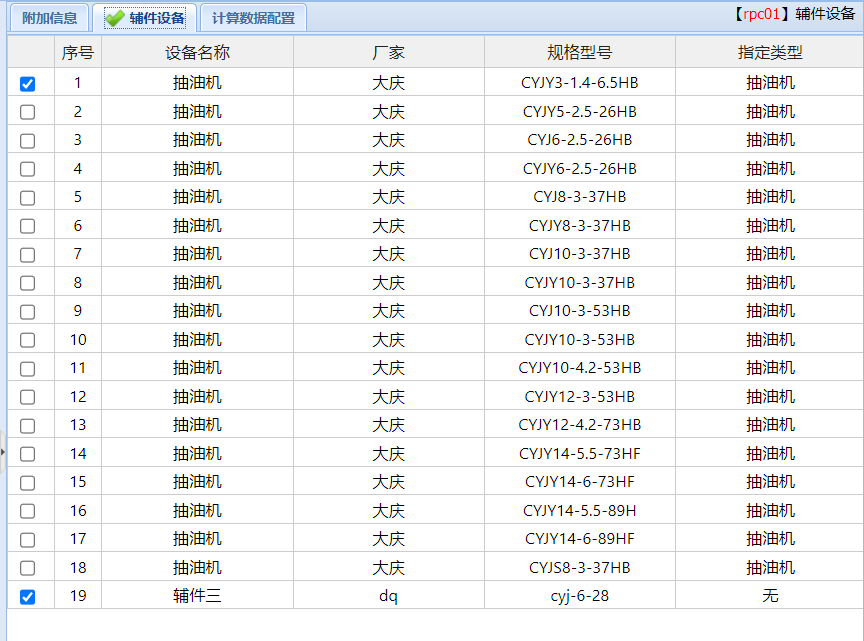 附加信息 辅件设备 计算数据配置 【rpc01】辅件设备
序号 设备名称 厂家 规格型号 指定类型
1 抽油机 大庆 CYJY3-1.4-6.5HB 抽油机
2 抽油机 大庆 CYJY5-2.5-26HB 抽油机
3 抽油机 大庆 CYJ6-2.5-26HB 抽油机
4 抽油机 大庆 CYJY6-2.5-26HB 抽油机
5 抽油机 大庆 CYJ8-3-37HB 抽油机
6 抽油机 大庆 CYJY8-3-37HB 抽油机
7 抽油机 大庆 CYJ10-3-37HB 抽油机
8 抽油机 大庆 CYJY10-3-37HB 抽油机
9 抽油机 大庆 CYJ10-3-53HB 抽油机
10 抽油机 大庆 CYJY10-3-53HB 抽油机
11 抽油机 大庆 CYJY10-4.2-53HB 抽油机
12 抽油机 大庆 CYJY12-3-53HB 抽油机
13 抽油机 大庆 CYJY12-4.2-73HB 抽油机
14 抽油机 大庆 CYJY14-5.5-73HF 抽油机
15 抽油机 大庆 CYJY14-6-73HF 抽油机
16 抽油机 大庆 CYJY14-5.5-89H 抽油机
17 抽油机 大庆 CYJY14-6-89HF 抽油机
18 抽油机 大庆 CYJS8-3-37HB 抽油机
19 辅件三 dq cyj-6-28 无